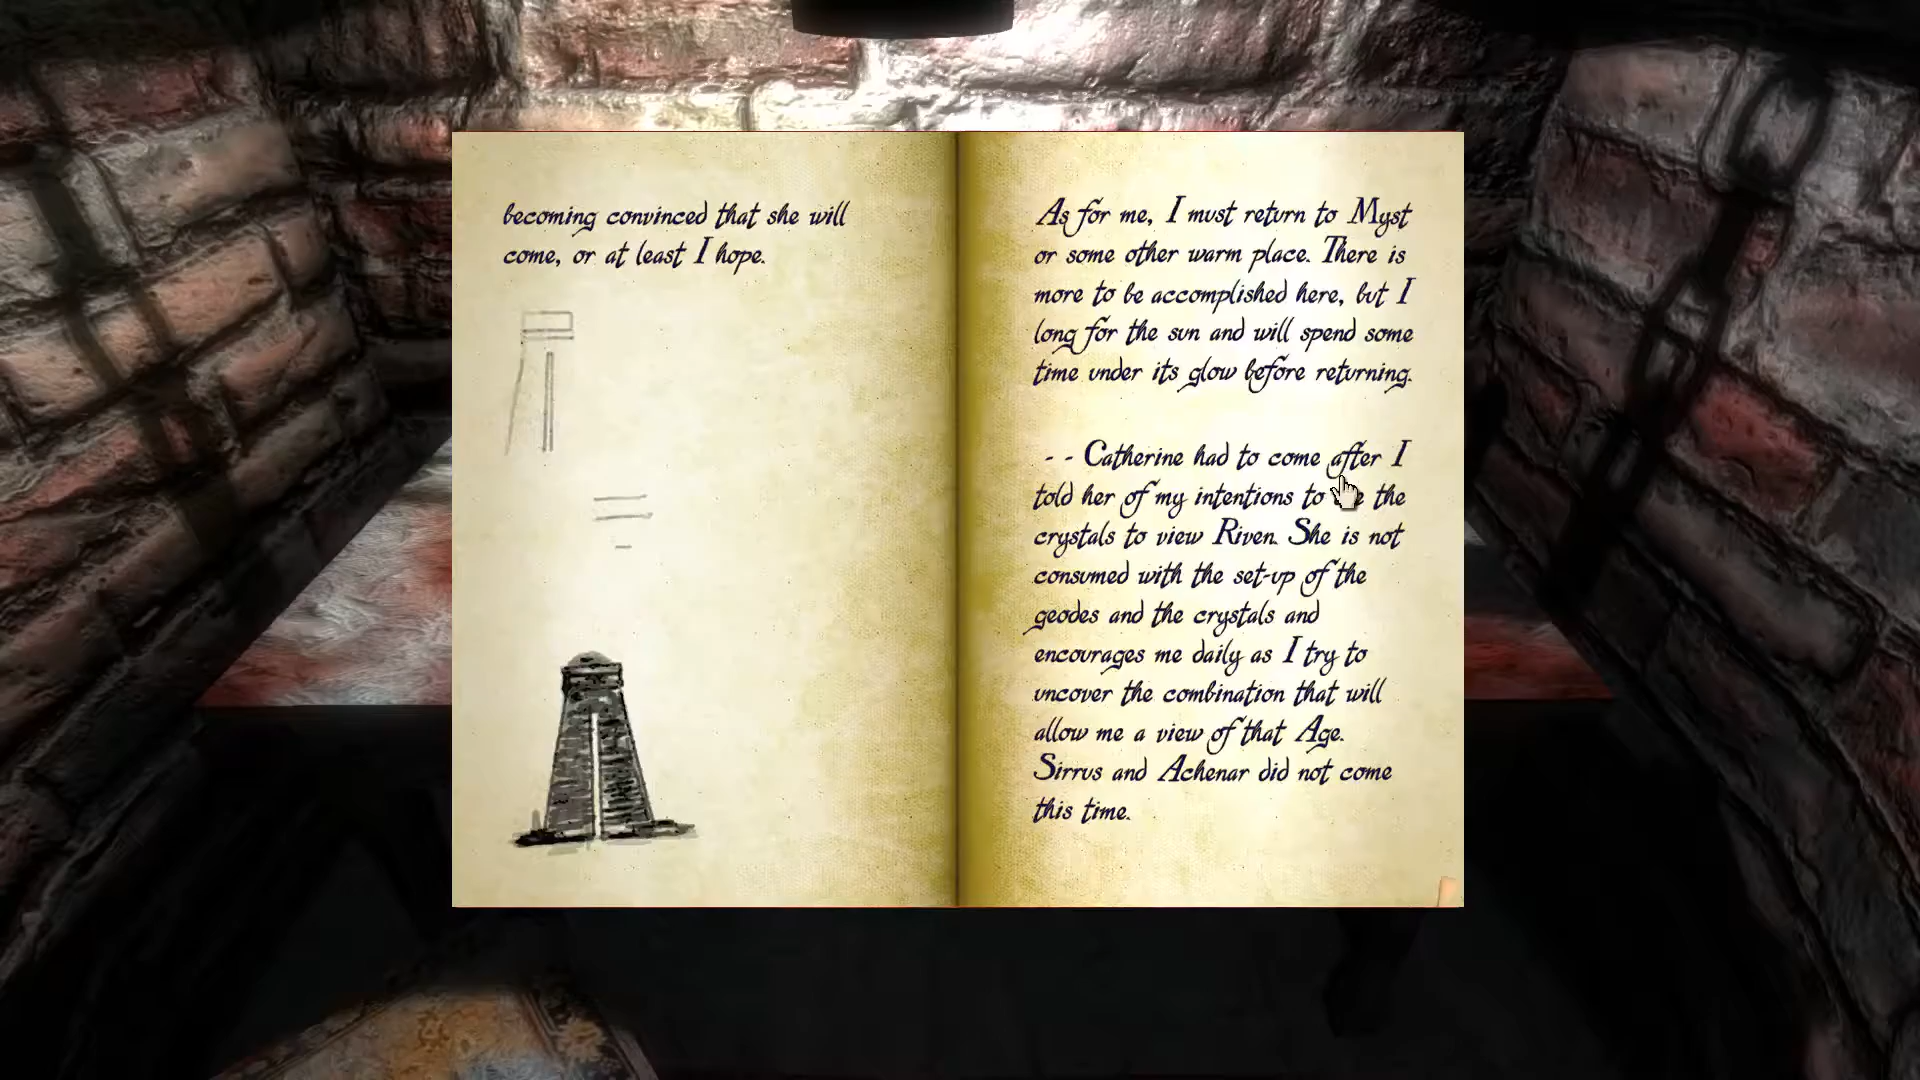 becoming convinced that she will
come, or at least I hope.
As for me, I must return to Myst
or some other warm place. There is
more to be accomplished here, but I
long for the sun and will spend some
time under its glow before returning.
- - Catherine had to come after I
told her of my intentions to the
crystals to view Riven. She is not
consumed with the set-up of the
geodes and the crystals and
encourages me daily as I try to
uncover the combination that will
allow me a view of that Age.
Sirrus and Achenar did not come
this time.